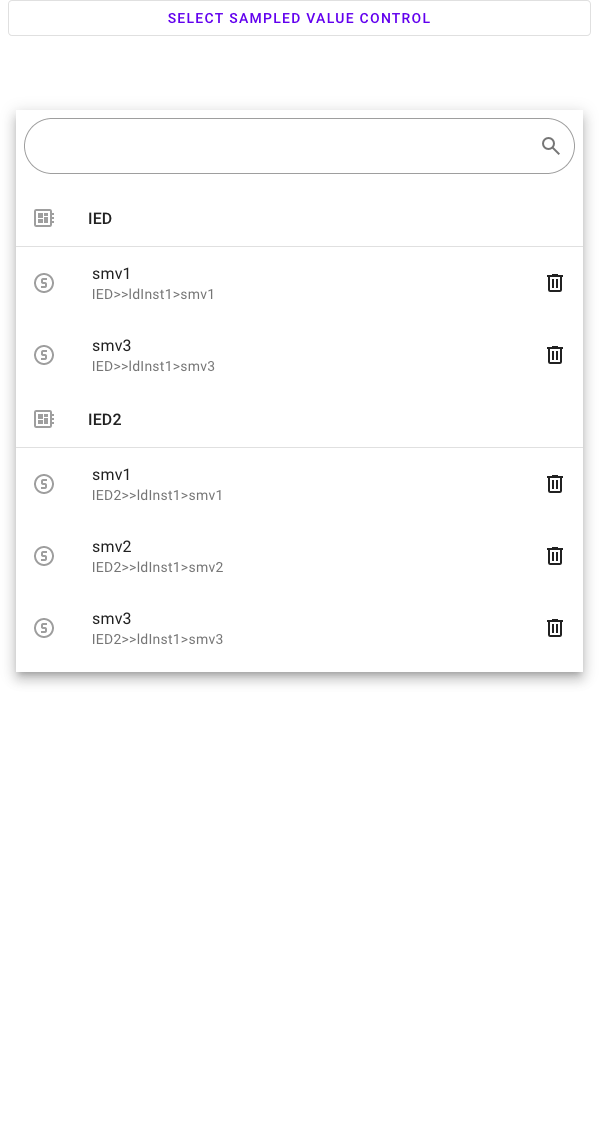 SELECT SAMPLED VALUE CONTROL
IED
smv1
IED>>ldInst1>smv1
smv3
IED>>ldInst1>smv3
IED2
smv1
IED2>>ldInst1>smv1
smv2
IED2>>ldInst1>smv2
smv3
IED2>>ldInst1>smv3